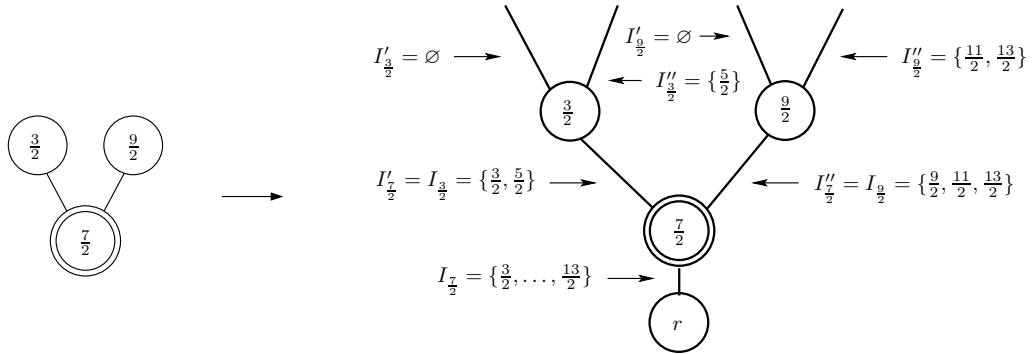 3/2
9/2
7/2
I'_{3/2} = ∅
I'_{9/2} = ∅
I''_{9/2} = {11/2, 13/2}
I''_{3/2} = {5/2}
3/2
9/2
I'_{7/2} = I_{3/2} = {3/2, 5/2}
I''_{7/2} = I_{9/2} = {9/2, 11/2, 13/2}
7/2
I_{7/2} = {3/2, ..., 13/2}
r